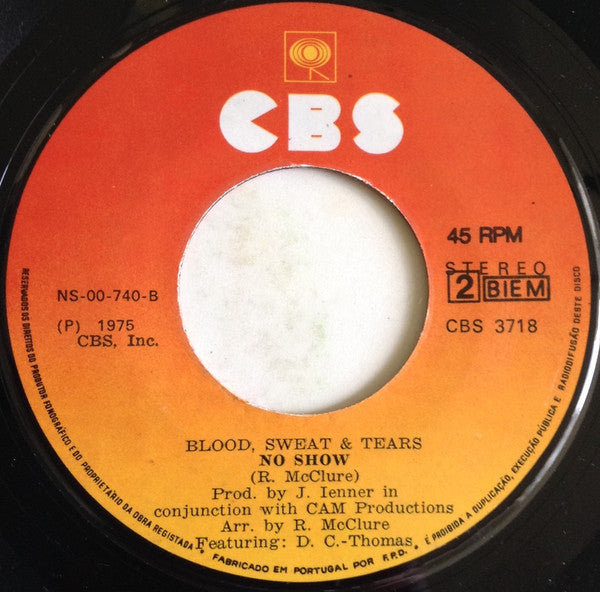 CBS
45 RPM
STEREO
2 BIEM
NS-00-740-B
(P) 1975
CBS, Inc.
CBS 3718
BLOOD, SWEAT & TEARS
NO SHOW
(R. McClure)
Prod. by J. Ienner in
conjunction with CAM Productions
Arr. by R. McClure
Featuring: D. C.-Thomas
RESERVADOS OS DIREITOS DO PRODUTOR FONOGRÁFICO E DO PROPRIETÁRIO DA OBRA REGISTADA * FABRICADO EM PORTUGAL POR F.P.D. * É PROIBIDA A DUPLICAÇÃO, EXECUÇÃO PÚBLICA E RADIODIFUSÃO DESTE DISCO